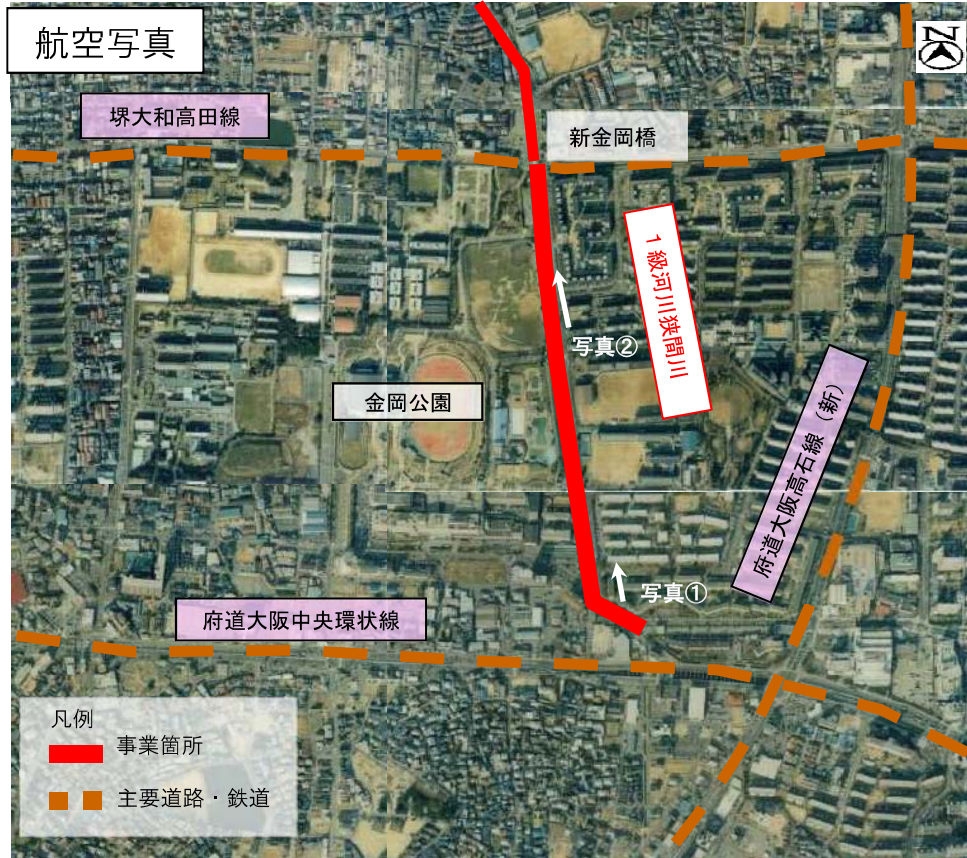 航空写真
N
堺大和高田線
新金岡橋
1級河川狭間川
写真②
金岡公園
府道大阪高石線(新)
写真①
府道大阪中央環状線
凡例
事業箇所
主要道路・鉄道